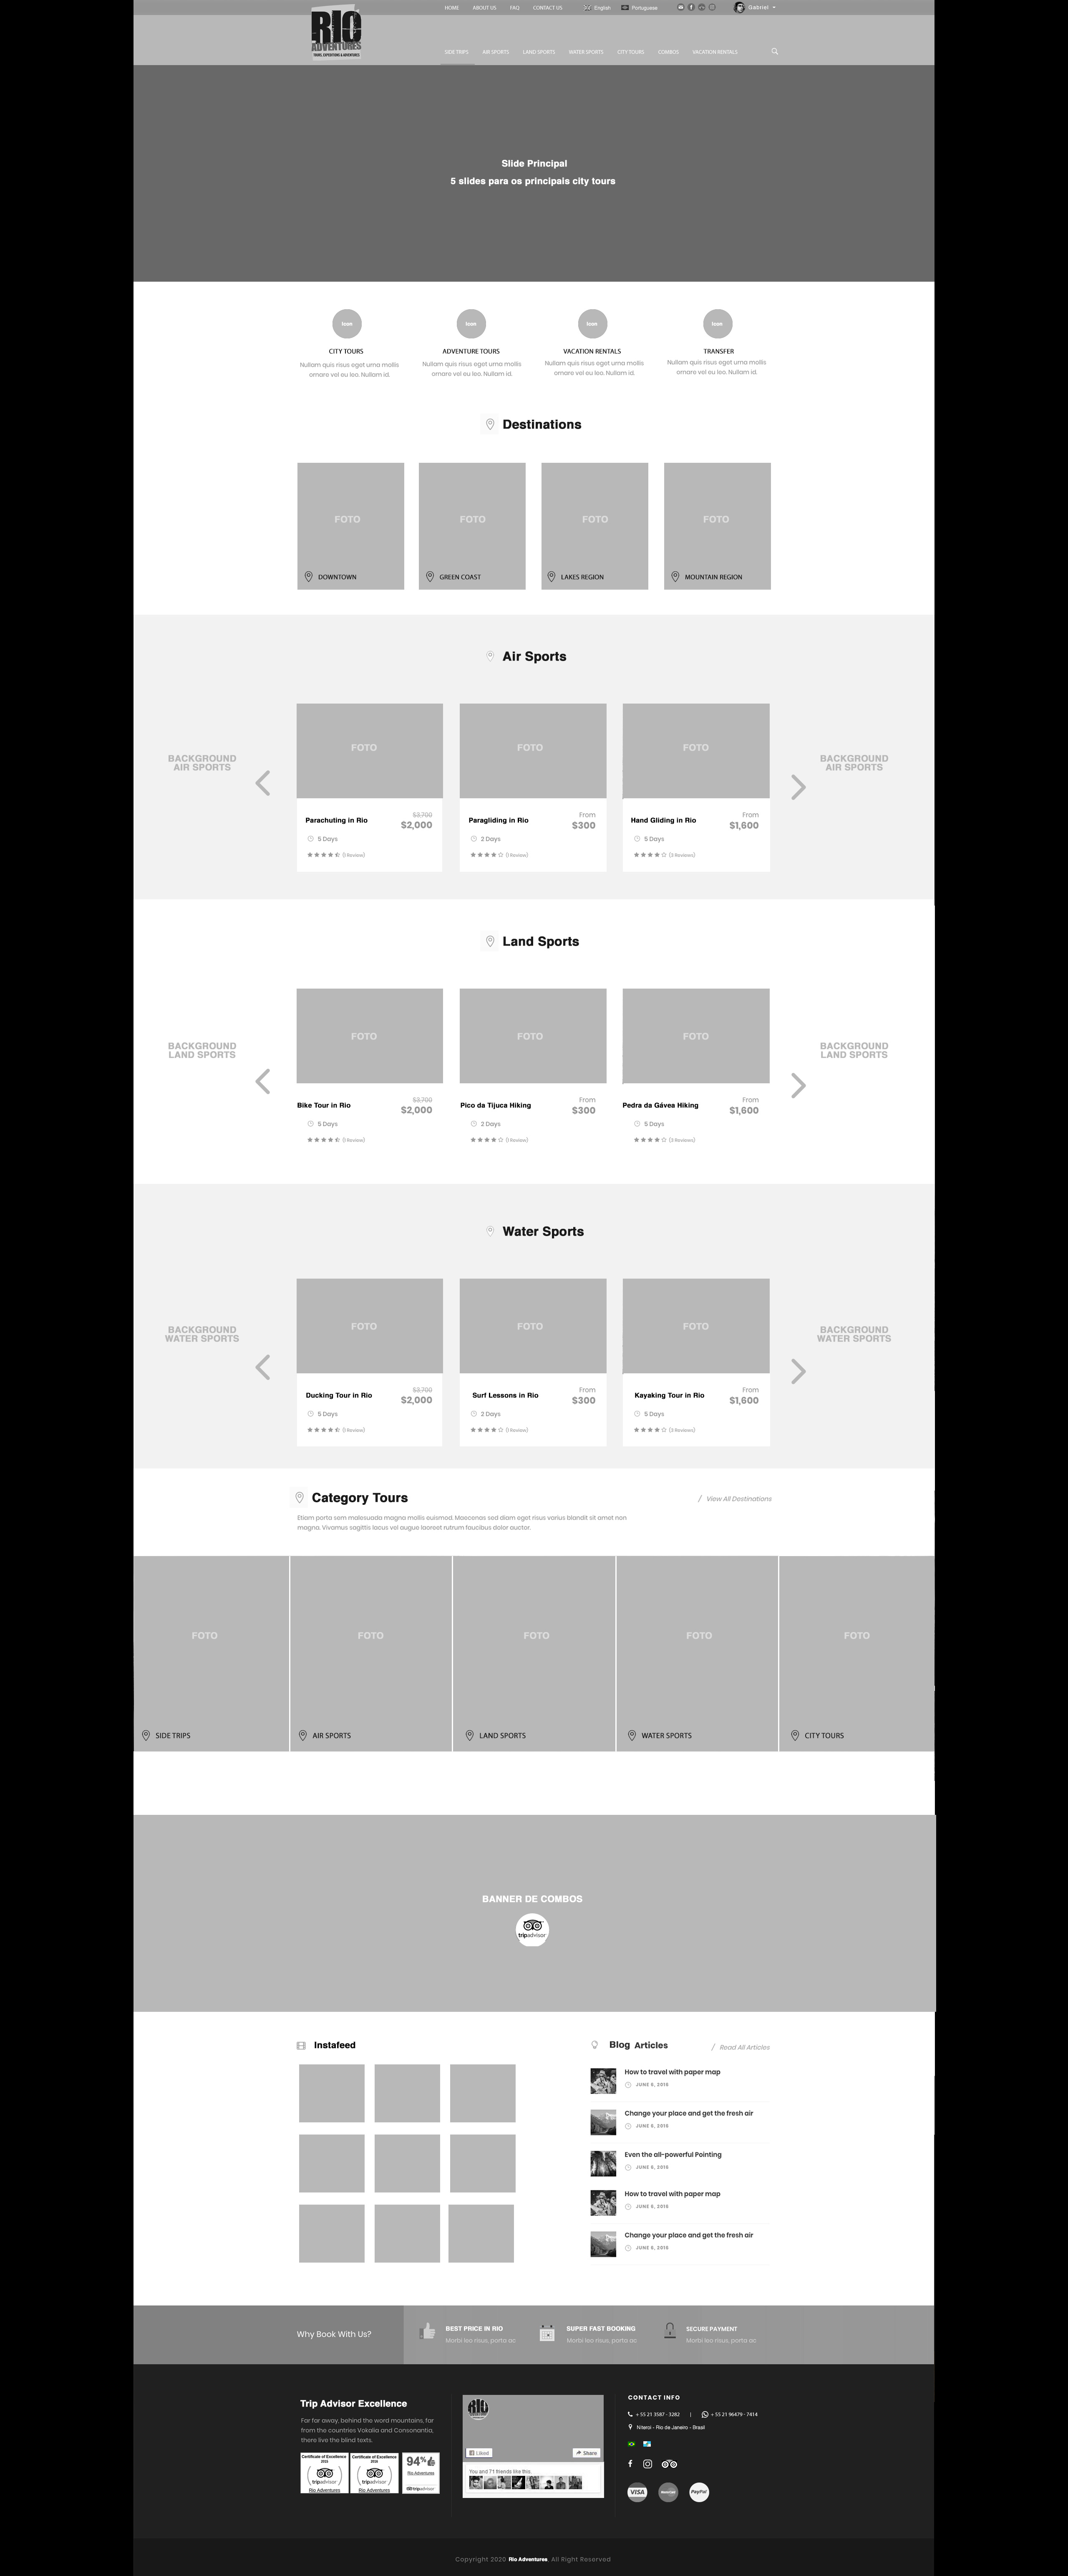 HOME ABOUT US FAQ CONTACT US English Portuguese Gabriel
RIO
ADVENTURES
TRAVEL EXPEDITIONS & ADVENTURES
SIDE TRIPS AIR SPORTS LAND SPORTS WATER SPORTS CITY TOURS COMBOS VACATION RENTALS
Slide Principal
5 slides para os principais city tours
Icon Icon Icon Icon
CITY TOURS ADVENTURE TOURS VACATION RENTALS TRANSFER
Nullam quis risus eget urna mollis
ornare vel eu leo. Nullam id.
Nullam quis risus eget urna mollis
ornare vel eu leo. Nullam id.
Nullam quis risus eget urna mollis
ornare vel eu leo. Nullam id.
Nullam quis risus eget urna mollis
ornare vel eu leo. Nullam id.
Destinations
FOTO FOTO FOTO FOTO
DOWNTOWN GREEN COAST LAKES REGION MOUNTAIN REGION
Air Sports
BACKGROUND
AIR SPORTS
FOTO FOTO FOTO
BACKGROUND
AIR SPORTS
Parachuting in Rio $3,700
$2,000
5 Days
(1 Review)
Paragliding in Rio From
$300
2 Days
(1 Review)
Hand Gliding in Rio From
$1,600
5 Days
(3 Reviews)
Land Sports
BACKGROUND
LAND SPORTS
FOTO FOTO FOTO
BACKGROUND
LAND SPORTS
Bike Tour in Rio $3,700
$2,000
5 Days
(1 Review)
Pico da Tijuca Hiking From
$300
2 Days
(1 Review)
Pedra da Gávea Hiking From
$1,600
5 Days
(3 Reviews)
Water Sports
BACKGROUND
WATER SPORTS
FOTO FOTO FOTO
BACKGROUND
WATER SPORTS
Ducking Tour in Rio $3,700
$2,000
5 Days
(1 Review)
Surf Lessons in Rio From
$300
2 Days
(1 Review)
Kayaking Tour in Rio From
$1,600
5 Days
(3 Reviews)
Category Tours / View All Destinations
Etiam porta sem malesuada magna mollis euismod. Maecenas sed diam eget risus varius blandit sit amet non
magna. Vivamus sagittis lacus vel augue laoreet rutrum faucibus dolor auctor.
FOTO FOTO FOTO FOTO FOTO
SIDE TRIPS AIR SPORTS LAND SPORTS WATER SPORTS CITY TOURS
BANNER DE COMBOS
tripadvisor
Instafeed
Blog Articles / Read All Articles
How to travel with paper map
JUNE 6, 2016
Change your place and get the fresh air
JUNE 6, 2016
Even the all-powerful Pointing
JUNE 6, 2016
How to travel with paper map
JUNE 6, 2016
Change your place and get the fresh air
JUNE 6, 2016
Why Book With Us?
BEST PRICE IN RIO
Morbi leo risus, porta ac
SUPER FAST BOOKING
Morbi leo risus, porta ac
SECURE PAYMENT
Morbi leo risus, porta ac
Trip Advisor Excellence
Far far away, behind the word mountains, far
from the countries Vokalia and Consonantia,
there live the blind texts.
Certificate of Excellence
2015
tripadvisor
Rio Adventures
Certificate of Excellence
2016
tripadvisor
Rio Adventures
94%
Rio Adventures
tripadvisor
RIO
Liked Share
You and 71 friends like this.
CONTACT INFO
+ 55 21 3587 - 3282 | + 55 21 96479 - 7414
Niteroi - Rio de Janeiro - Brasil
VISA MasterCard PayPal
Copyright 2020 Rio Adventures. All Right Reserved